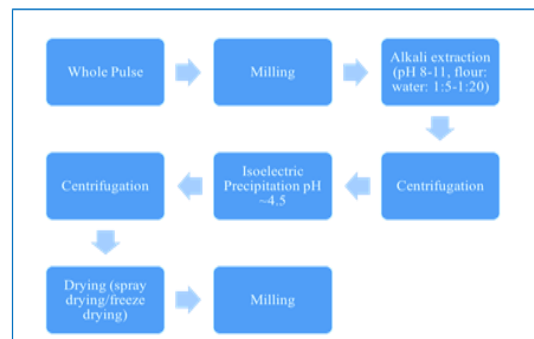 Whole Pulse
Milling
Alkali extraction
(pH 8-11, flour:
water: 1:5-1:20)
Centrifugation
Isoelectric
Precipitation pH
~4.5
Centrifugation
Drying (spray
drying/freeze
drying)
Milling